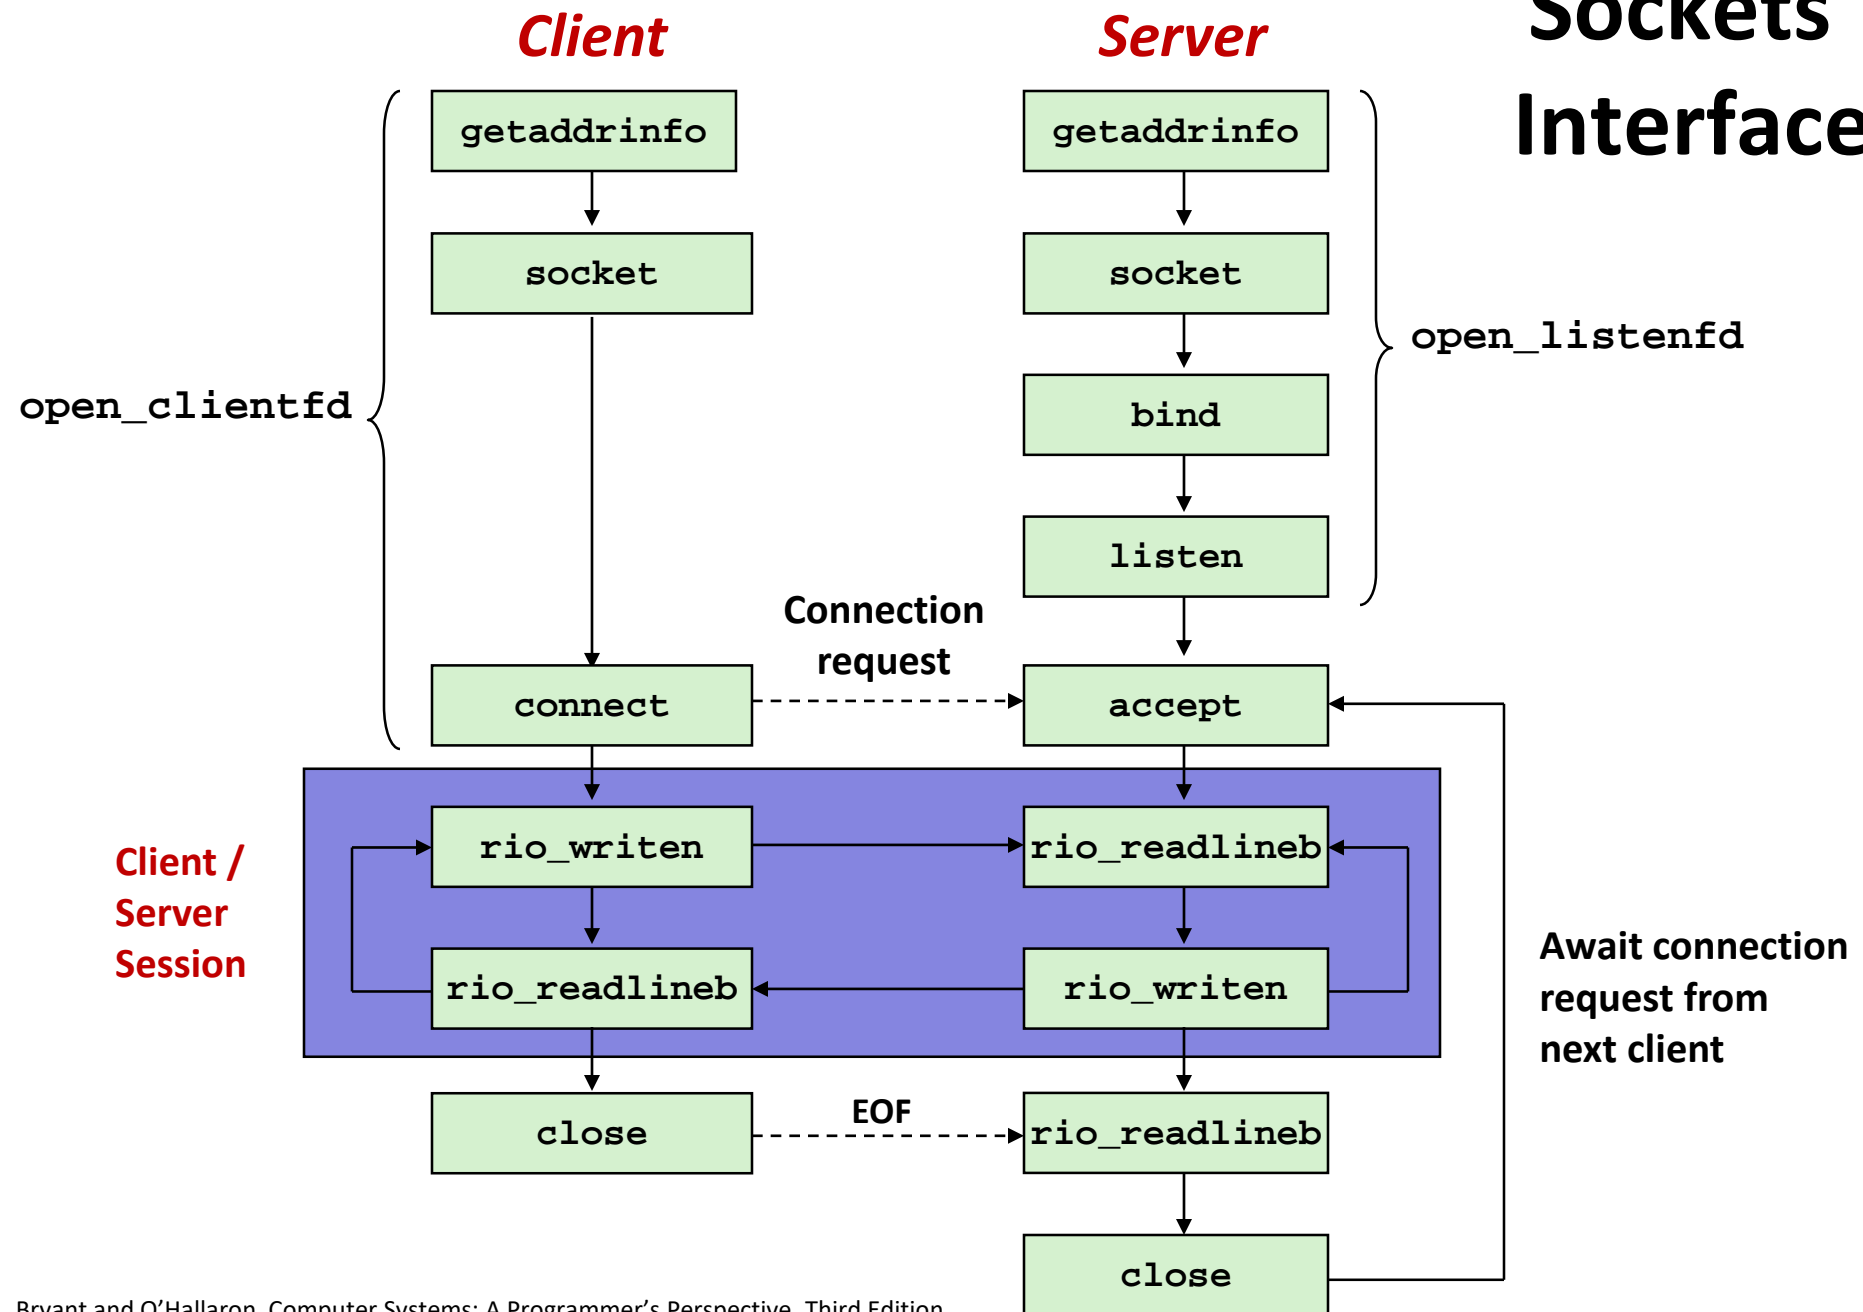 Sockets
Interface
Client
Server
getaddrinfo
getaddrinfo
socket
socket
open_listenfd
open_clientfd
bind
listen
Connection
request
connect
accept
Client /
Server
Session
rio_writen
rio_readlineb
rio_readlineb
rio_writen
Await connection
request from
next client
close
EOF
rio_readlineb
close
Bryant and O'Hallaron, Computer Systems: A Programmer's Perspective, Third Edition